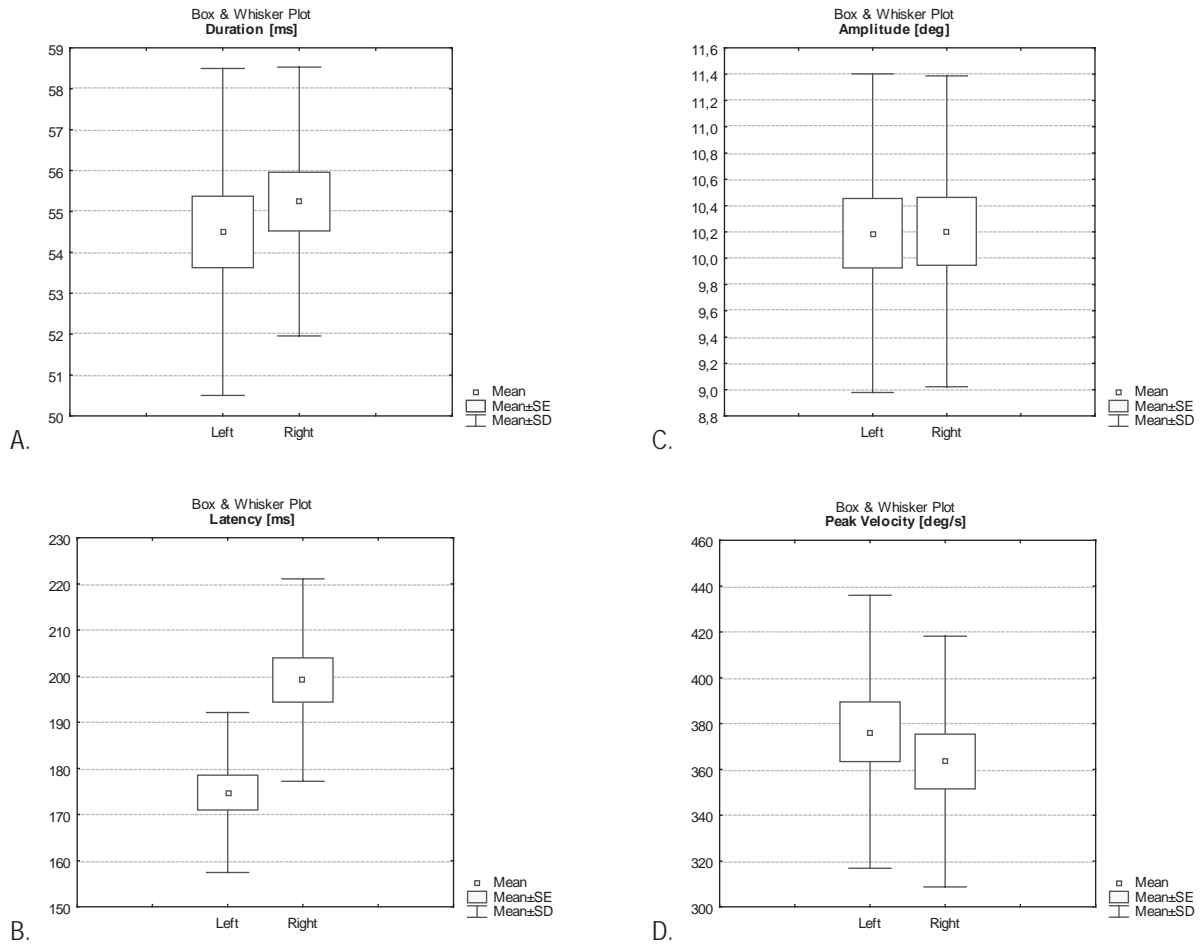 Box & Whisker Plot
Duration [ms]
59
58
57
56
55
54
53
52
51
50
Left Right
Mean
Mean±SE
Mean±SD
A.
Box & Whisker Plot
Amplitude [deg]
11,6
11,4
11,2
11,0
10,8
10,6
10,4
10,2
10,0
9,8
9,6
9,4
9,2
9,0
8,8
Left Right
Mean
Mean±SE
Mean±SD
C.
Box & Whisker Plot
Latency [ms]
230
220
210
200
190
180
170
160
150
Left Right
Mean
Mean±SE
Mean±SD
B.
Box & Whisker Plot
Peak Velocity [deg/s]
460
440
420
400
380
360
340
320
300
Left Right
Mean
Mean±SE
Mean±SD
D.